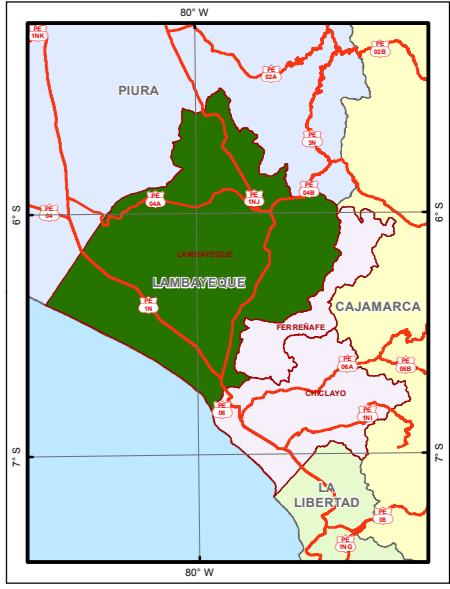 80° W
PE
1NK
PE
02A
PE
02B
PIURA
PE
3N
PE
04
PE
04A
PE
1NJ
PE
04B
6° S
6° S
LAMBAYEQUE
LAMBAYEQUE
PE
1N
CAJAMARCA
FERREÑAFE
PE
06A
PE
06B
CHICLAYO
PE
06
PE
1NI
7° S
7° S
LA
LIBERTAD
PE
08
PE
1NG
80° W